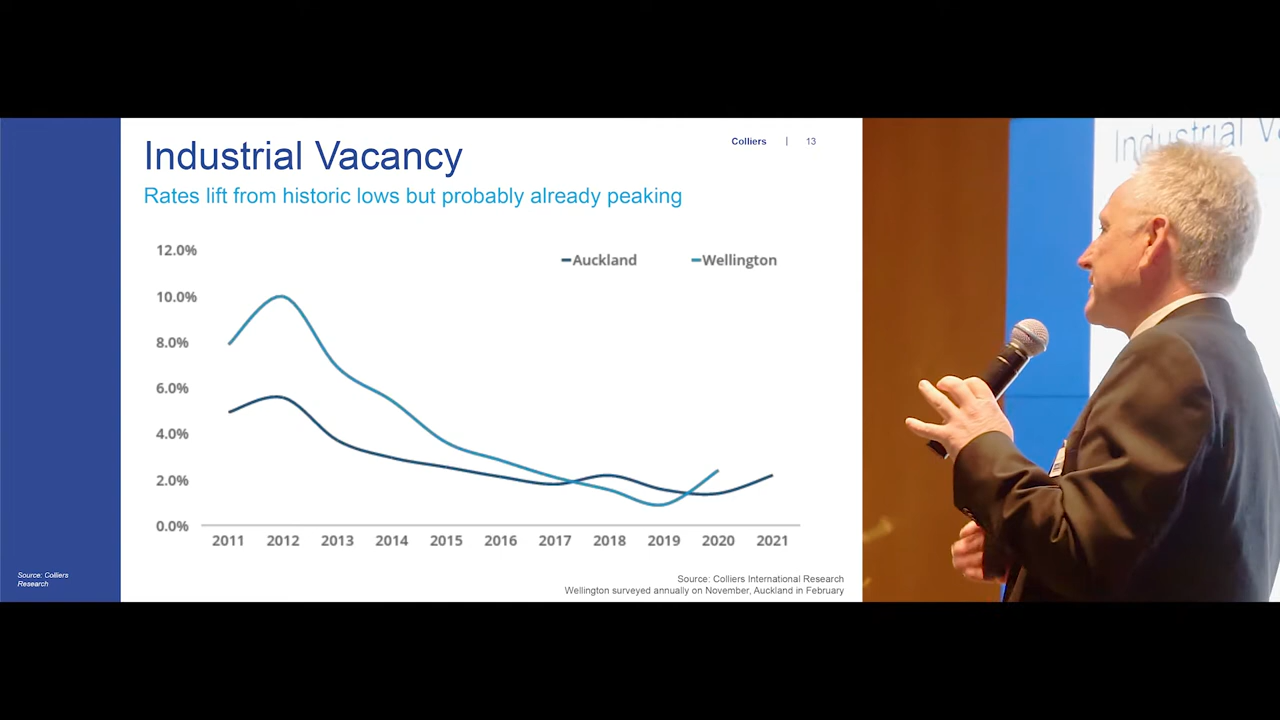 Industrial Vacancy
Colliers | 13
Rates lift from historic lows but probably already peaking
12.0%
Auckland Wellington
10.0%
8.0%
6.0%
4.0%
2.0%
0.0%
2011 2012 2013 2014 2015 2016 2017 2018 2019 2020 2021
Source: Colliers
Research
Source: Colliers International Research
Wellington surveyed annually on November, Auckland in February
Industrial Va